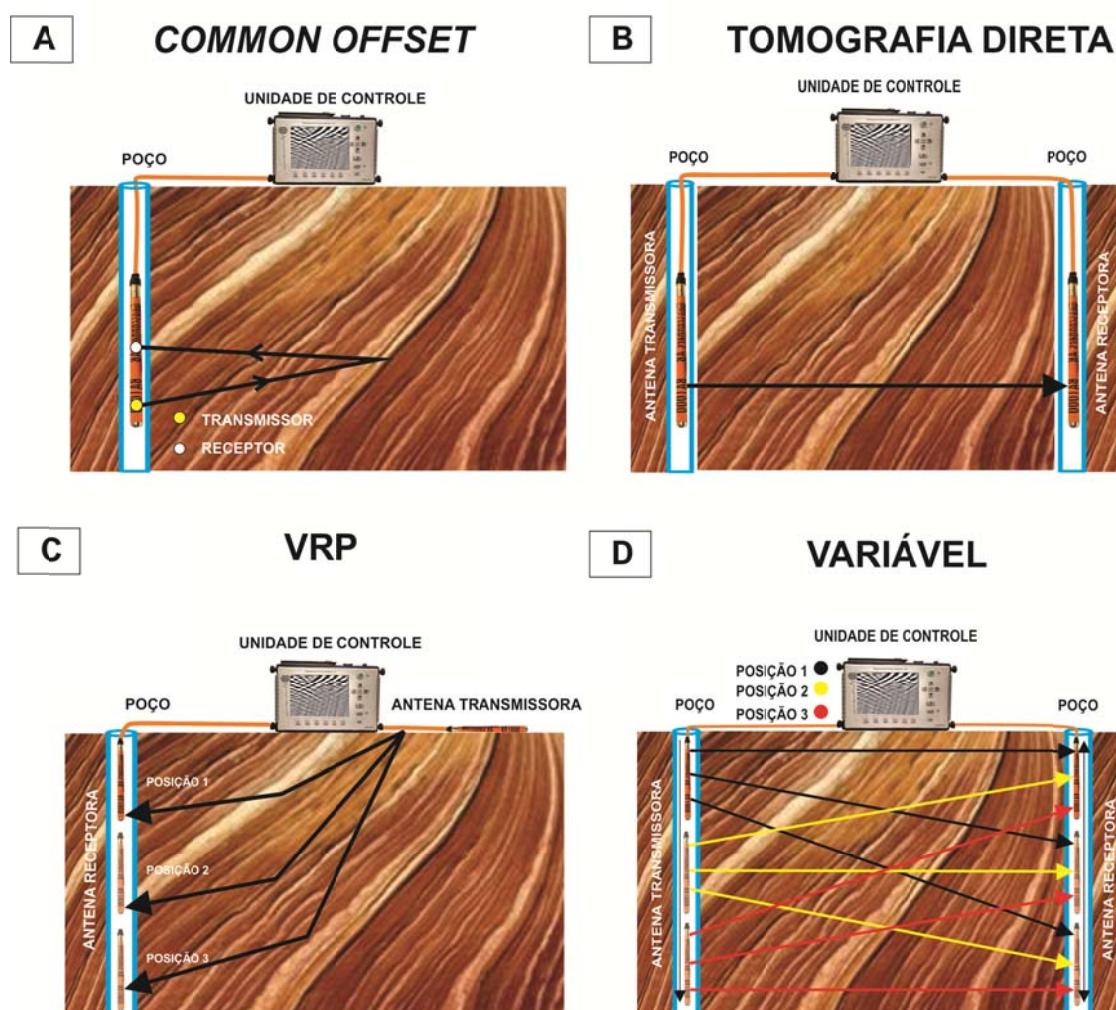 A
COMMON OFFSET
UNIDADE DE CONTROLE
POÇO
TRANSMISSOR
RECEPTOR
B
TOMOGRAFIA DIRETA
UNIDADE DE CONTROLE
POÇO
POÇO
ANTENA TRANSMISSORA
ANTENA RECEPTORA
C
VRP
UNIDADE DE CONTROLE
POÇO
ANTENA TRANSMISSORA
POSIÇÃO 1
POSIÇÃO 2
POSIÇÃO 3
ANTENA RECEPTORA
D
VARIÁVEL
UNIDADE DE CONTROLE
POSIÇÃO 1
POSIÇÃO 2
POSIÇÃO 3
POÇO
POÇO
ANTENA TRANSMISSORA
ANTENA RECEPTORA